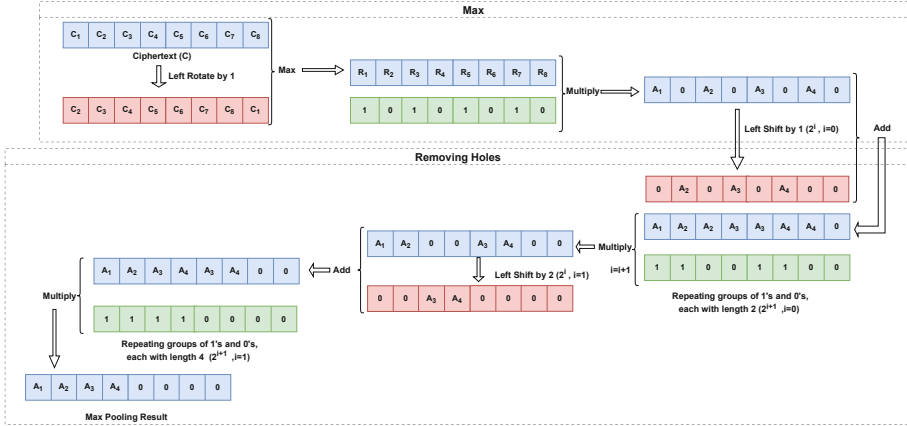 Max
C1 C2 C3 C4 C5 C6 C7 C8
Ciphertext (C)
Left Rotate by 1
C2 C3 C4 C5 C6 C7 C8 C1
Max
R1 R2 R3 R4 R5 R6 R7 R8
1 0 1 0 1 0 1 0
Multiply
A1 0 A2 0 A3 0 A4 0
Left Shift by 1 (2^i, i=0)
Add
Removing Holes
0 A2 0 A3 0 A4 0 0
A1 A2 A2 A3 A3 A4 A4 0
Multiply
i=i+1
1 1 0 0 1 1 0 0
Repeating groups of 1's and 0's,
each with length 2 (2^i+1, i=0)
A1 A2 0 0 A3 A4 0 0
Left Shift by 2 (2^i, i=1)
0 0 A3 A4 0 0 0 0
Add
A1 A2 A3 A4 A3 A4 0 0
Multiply
1 1 1 1 0 0 0 0
Repeating groups of 1's and 0's,
each with length 4 (2^i+1 ,i=1)
A1 A2 A3 A4 0 0 0 0
Max Pooling Result